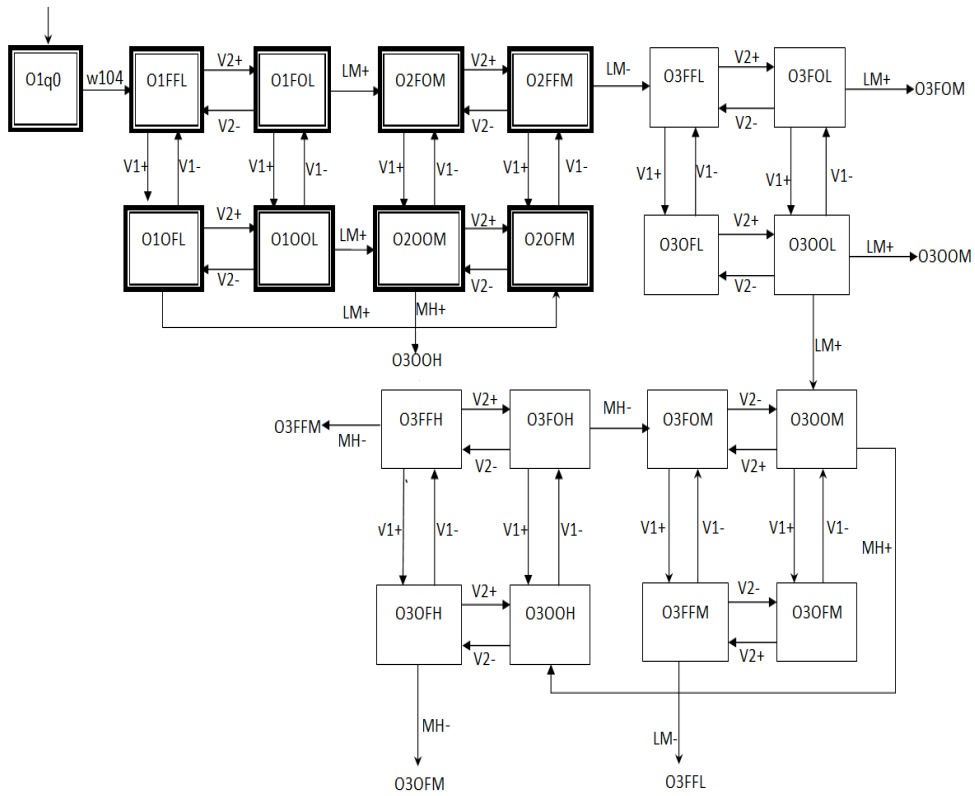 O1q0
w104
O1FFL
V2+
V2-
O1FOL
LM+
O2FOM
V2+
V2-
O2FFM
LM-
O3FFL
V2+
V2-
O3FOL
LM+
O3FOM
V1+
V1-
V1+
V1-
V1+
V1-
V1+
V1-
V1+
V1-
V1+
V1-
O1OFL
V2+
V2-
O1OOL
LM+
O2OOM
V2+
V2-
O2OFM
O3OFL
V2+
V2-
O3OOL
LM+
O3OOM
LM+
MH+
O3OOH
LM+
O3FFM
MH-
O3FFH
V2+
V2-
O3FOH
MH-
O3FOM
V2-
V2+
O3OOM
V1+
V1-
V1+
V1-
V1+
V1-
V1+
V1-
MH+
O3OFH
V2+
V2-
O3OOH
O3FFM
V2-
V2+
O3OFM
MH-
LM-
O3OFM
O3FFL